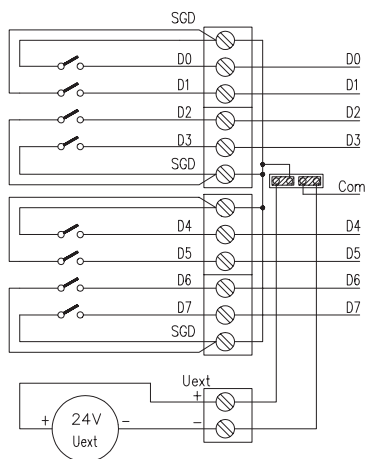 SGD
D0 D0
D1 D1
D2 D2
D3 D3
SGD
Com
D4 D4
D5 D5
D6 D6
D7 D7
SGD
Uext
+
+ 24V - -
Uext